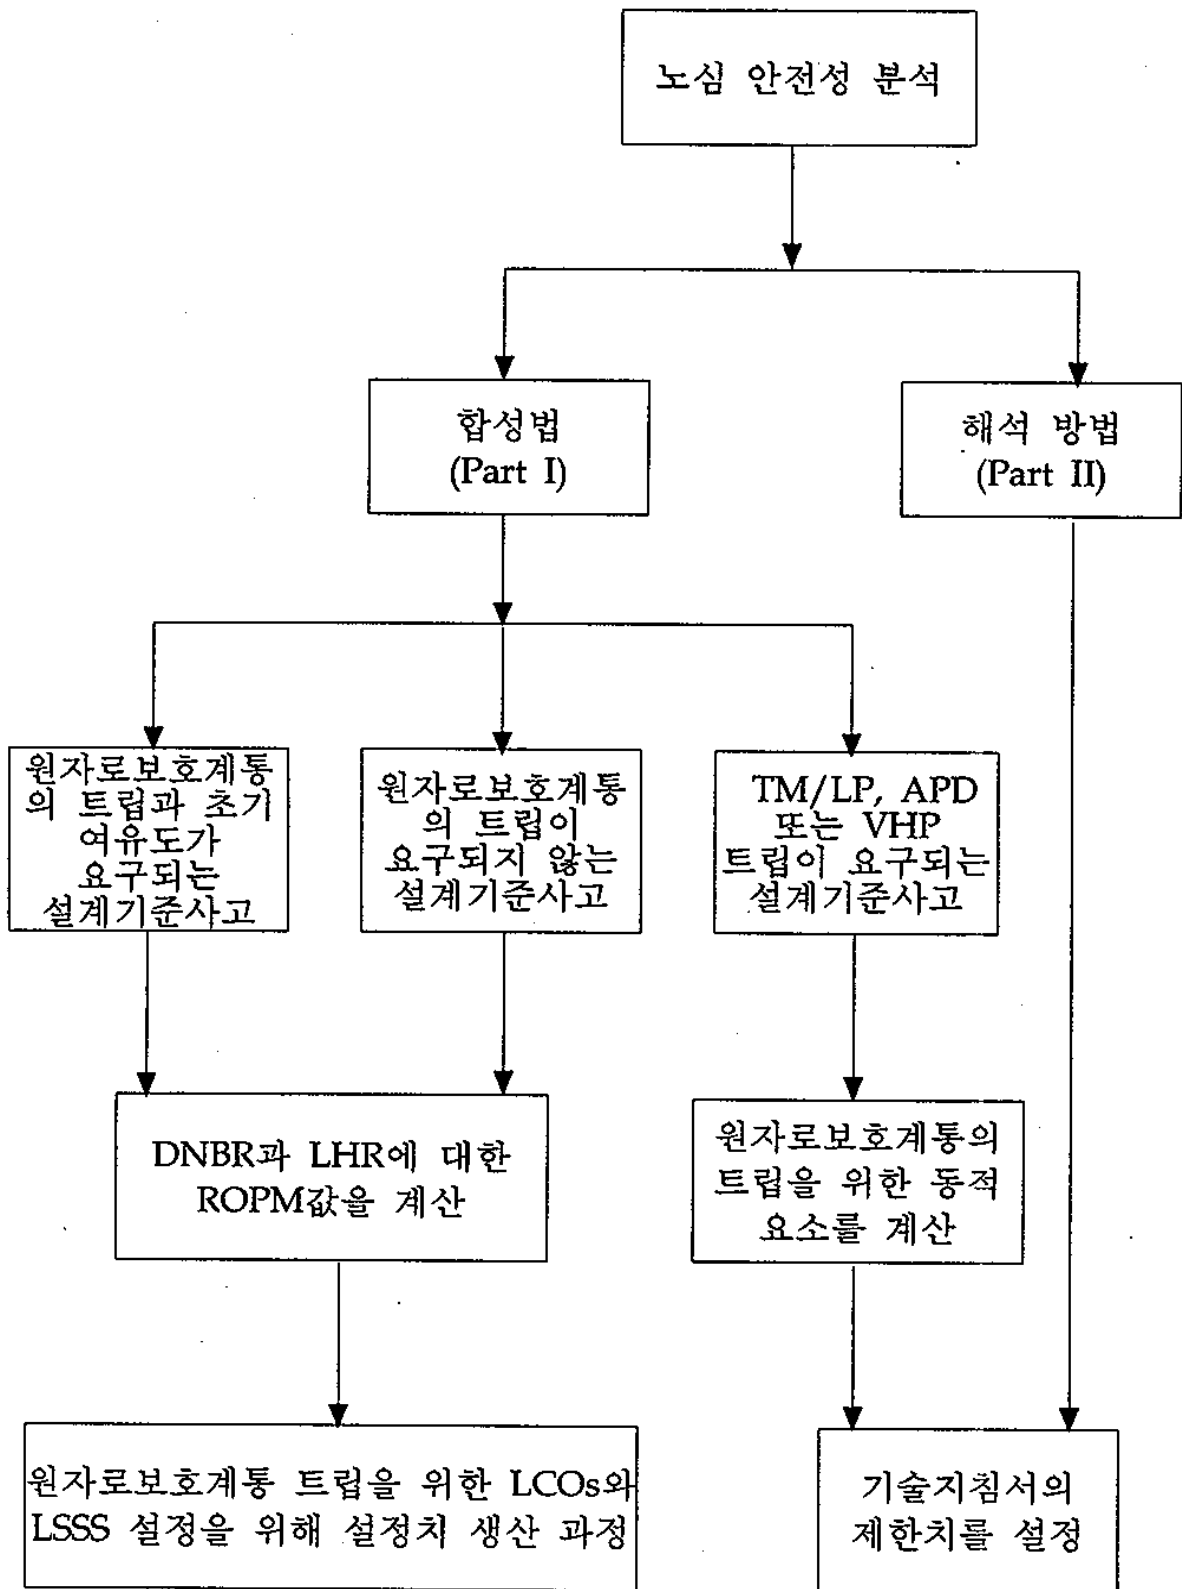 노심 안전성 분석
합성법
(Part I)
해석 방법
(Part II)
원자로보호계통
의 트립과 초기
여유도가
요구되는
설계기준사고
원자로보호계통
의 트립이
요구되지 않는
설계기준사고
TM/LP, APD
또는 VHP
트립이 요구되는
설계기준사고
DNBR과 LHR에 대한
ROPM값을 계산
원자로보호계통의
트립을 위한 동적
요소를 계산
원자로보호계통 트립을 위한 LCOs와
LSSS 설정을 위해 설정치 생산 과정
기술지침서의
제한치를 설정